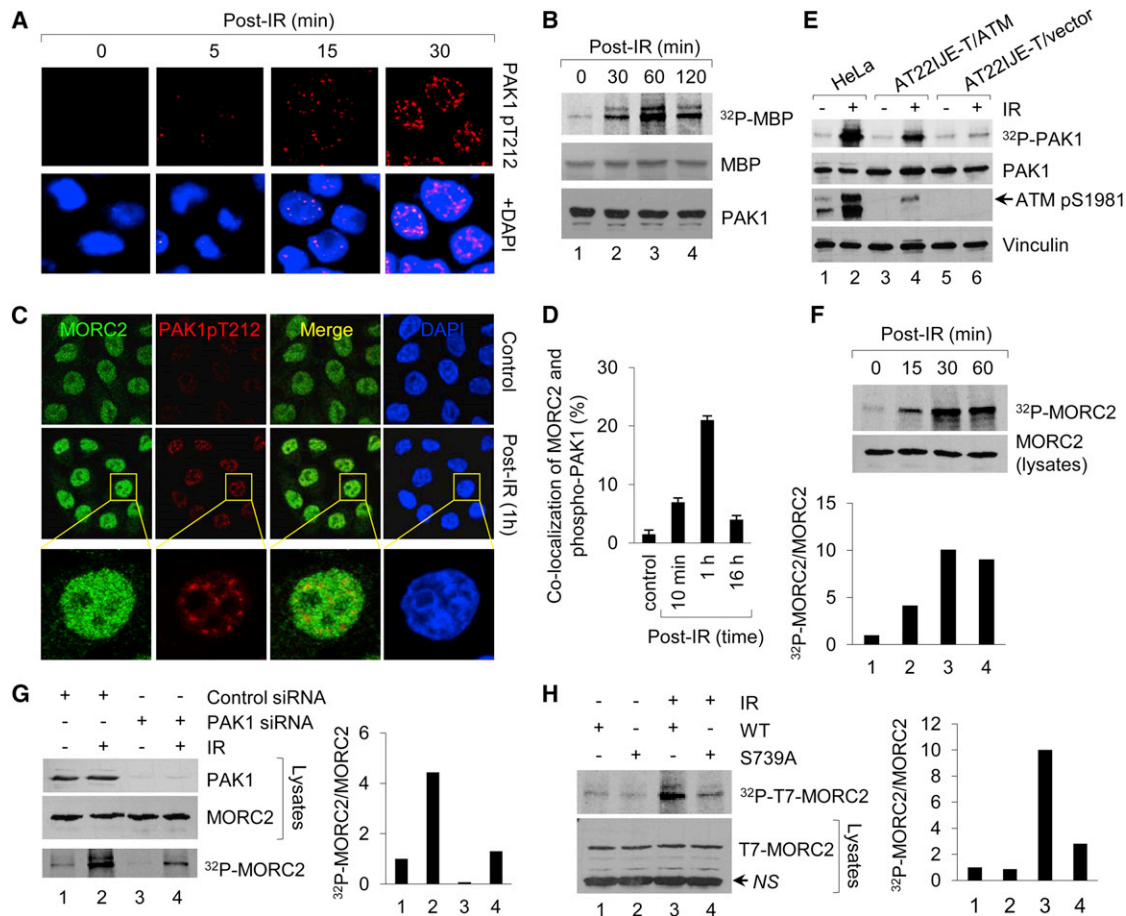 A
Post-IR (min)
0 5 15 30
PAK1 pT212
+DAPI
B
Post-IR (min)
0 30 60 120
³²P-MBP
MBP
PAK1
1 2 3 4
E
HeLa
AT22IJE-T/ATM
AT22IJE-T/vector
- + - + - + IR
³²P-PAK1
PAK1
ATM pS1981
Vinculin
1 2 3 4 5 6
C
MORC2 PAK1pT212 Merge DAPI
Control
Post-IR (1h)
D
Co-localization of MORC2 and
phospho-PAK1 (%)
30
20
10
0
control
10 min
1 h
16 h
Post-IR (time)
F
Post-IR (min)
0 15 30 60
³²P-MORC2
MORC2
(lysates)
³²P-MORC2/MORC2
15
10
5
0
1 2 3 4
G
+ + - - Control siRNA
- - + + PAK1 siRNA
- + - + IR
PAK1
MORC2
Lysates
³²P-MORC2
1 2 3 4
³²P-MORC2/MORC2
6
4
2
0
1 2 3 4
H
- - + + IR
+ - + - WT
- + - + S739A
³²P-T7-MORC2
T7-MORC2
NS
Lysates
1 2 3 4
³²P-MORC2/MORC2
12
10
8
6
4
2
0
1 2 3 4